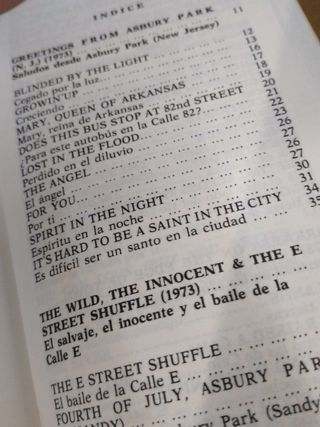 INDICE
GREETINGS FROM ASBURY PARK
(N. J.) (1973) 11
Saludos desde Asbury Park (New Jersey)
BLINDED BY THE LIGHT 12
Cegado por la luz 13
GROWIN'UP 16
Creciendo 17
MARY, QUEEN OF ARKANSAS 18
Mary, reina de Arkansas 19
DOES THIS BUS STOP AT 82nd STREET 20
¿Para este autobús en la Calle 82? 21
LOST IN THE FLOOD 22
Perdido en el diluvio 23
THE ANGEL 26
El ángel 27
FOR YOU 26
Por ti 27
SPIRIT IN THE NIGHT 30
Espíritu en la noche 31
IT'S HARD TO BE A SAINT IN THE CITY 34
Es difícil ser un santo en la ciudad 35
THE WILD, THE INNOCENT & THE E
STREET SHUFFLE (1973)
El salvaje, el inocente y el baile de la
Calle E
THE E STREET SHUFFLE
El baile de la Calle E
FOURTH OF JULY, ASBURY PAR
Asbury Park (Sandy